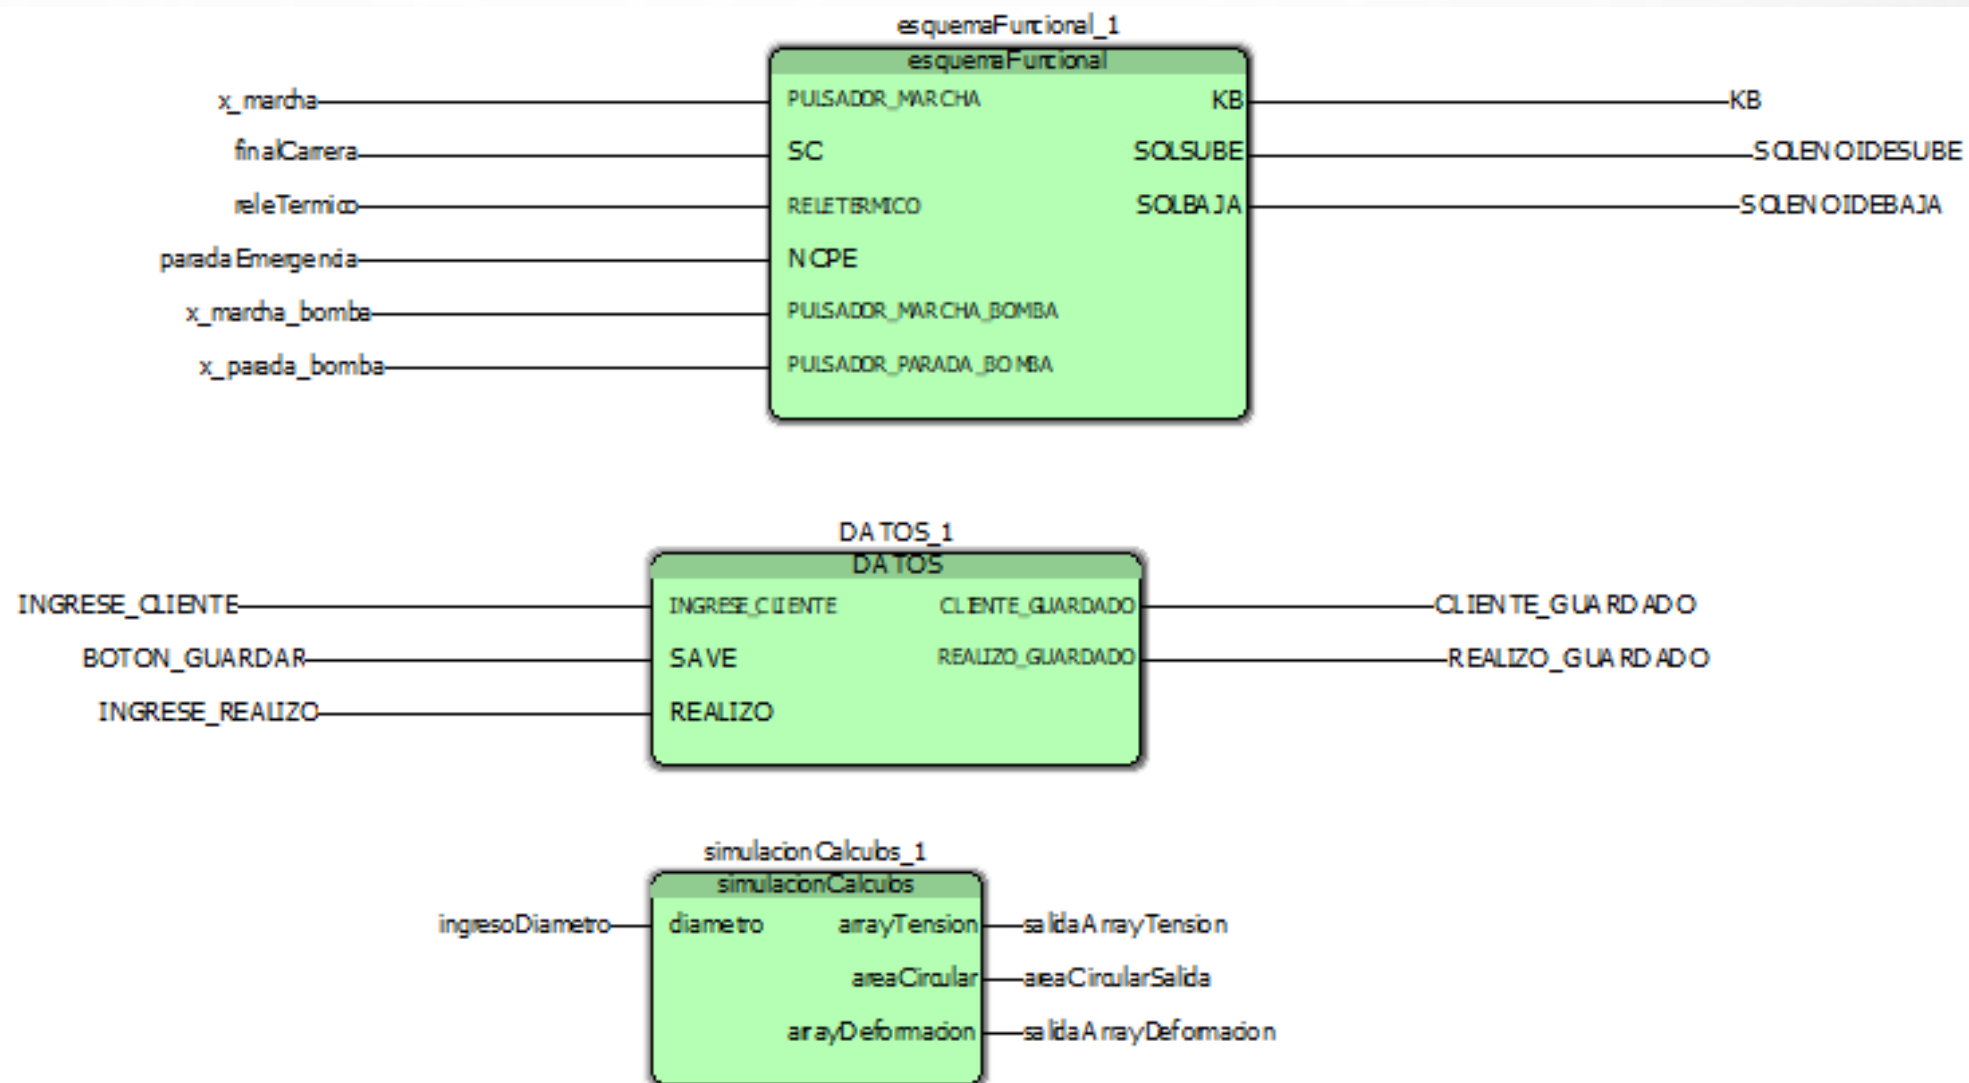 esquemaFuncional_1
esquemaFuncional
x_marcha PULSADOR_MARCHA KB KB
finalCarrera SC SOLSUBE SOLENOIDESUBE
releTermico RELETERMICO SOLBAJA SOLENOIDEBAJA
paradaEmergencia NCPE
x_marcha_bomba PULSADOR_MARCHA_BOMBA
x_parada_bomba PULSADOR_PARADA_BOMBA
DATOS_1
DATOS
INGRESE_CLIENTE INGRESE_CLIENTE CLIENTE_GUARDADO CLIENTE_GUARDADO
BOTON_GUARDAR SAVE REALIZO_GUARDADO REALIZO_GUARDADO
INGRESE_REALIZO REALIZO
simulacionCalculos_1
simulacionCalculos
ingresoDiametro diametro arrayTension salidaArrayTension
areaCircular areaCircularSalida
arrayDeformacion salidaArrayDeformacion